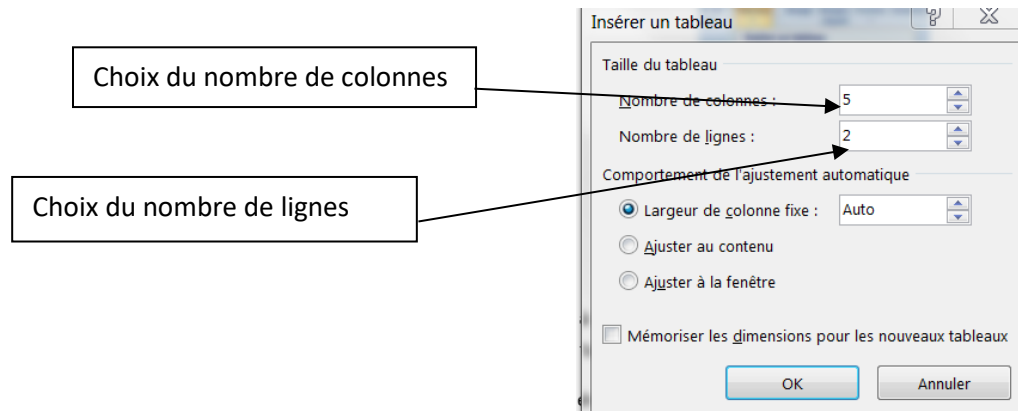 Insérer un tableau
Taille du tableau
Choix du nombre de colonnes
Nombre de colonnes : 5
Nombre de lignes : 2
Comportement de l'ajustement automatique
Choix du nombre de lignes
Largeur de colonne fixe : Auto
Ajuster au contenu
Ajuster à la fenêtre
Mémoriser les dimensions pour les nouveaux tableaux
OK Annuler